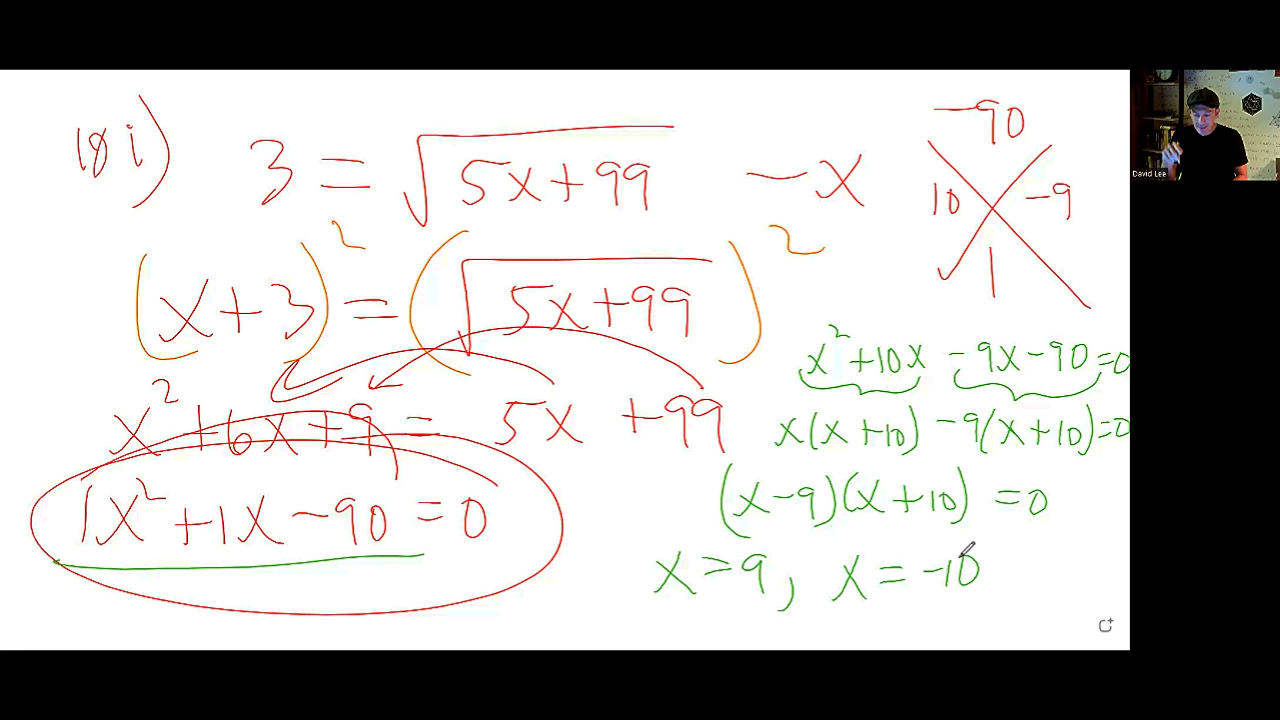 18i) 3 = √(5x+99) - x
(x+3)² = (√(5x+99))²
x² + 6x + 9 = 5x + 99
1x² + 1x - 90 = 0
-90
10 -9
1
x² + 10x - 9x - 90 = 0
x(x+10) - 9(x+10) = 0
(x-9)(x+10) = 0
x = 9, x = -10
David Lee